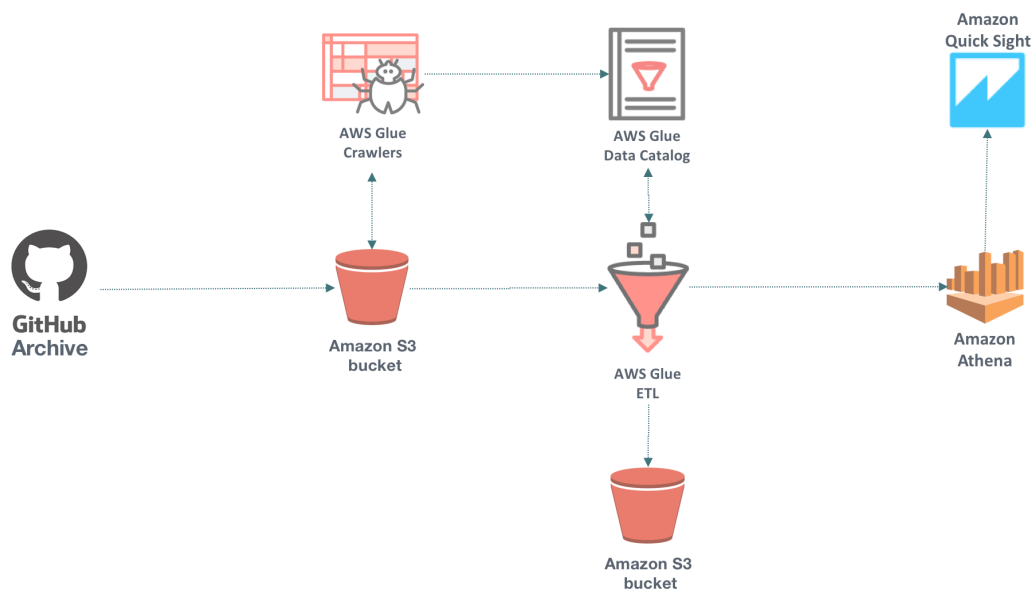 Amazon
Quick Sight
AWS Glue
Crawlers
AWS Glue
Data Catalog
GitHub
Archive
Amazon S3
bucket
AWS Glue
ETL
Amazon
Athena
Amazon S3
bucket